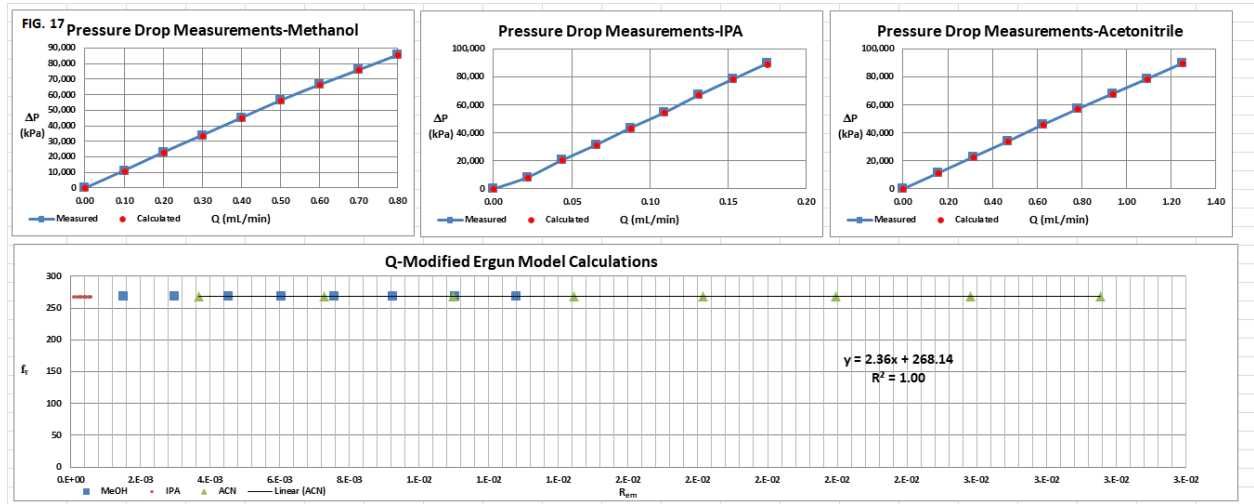 FIG. 17
Pressure Drop Measurements-Methanol
90,000
80,000
70,000
60,000
50,000
40,000
30,000
20,000
10,000
0
ΔP
(kPa)
0.00 0.10 0.20 0.30 0.40 0.50 0.60 0.70 0.80
Measured Calculated Q (mL/min)
Pressure Drop Measurements-IPA
100,000
80,000
60,000
40,000
20,000
0
ΔP
(kPa)
0.00 0.05 0.10 0.15 0.20
Measured Calculated Q (mL/min)
Pressure Drop Measurements-Acetonitrile
100,000
80,000
60,000
40,000
20,000
0
ΔP
(kPa)
0.00 0.20 0.40 0.60 0.80 1.00 1.20 1.40
Measured Calculated Q (mL/min)
Q-Modified Ergun Model Calculations
300
250
200
150
100
50
0
y = 2.36x + 268.14
R² = 1.00
0.E+00 2.E-03 4.E-03 6.E-03 8.E-03 1.E-02 1.E-02 1.E-02 2.E-02 2.E-02 2.E-02 2.E-02 2.E-02 3.E-02 3.E-02 3.E-02 3.E-02
MeOH IPA ACN Linear (ACN) Rem